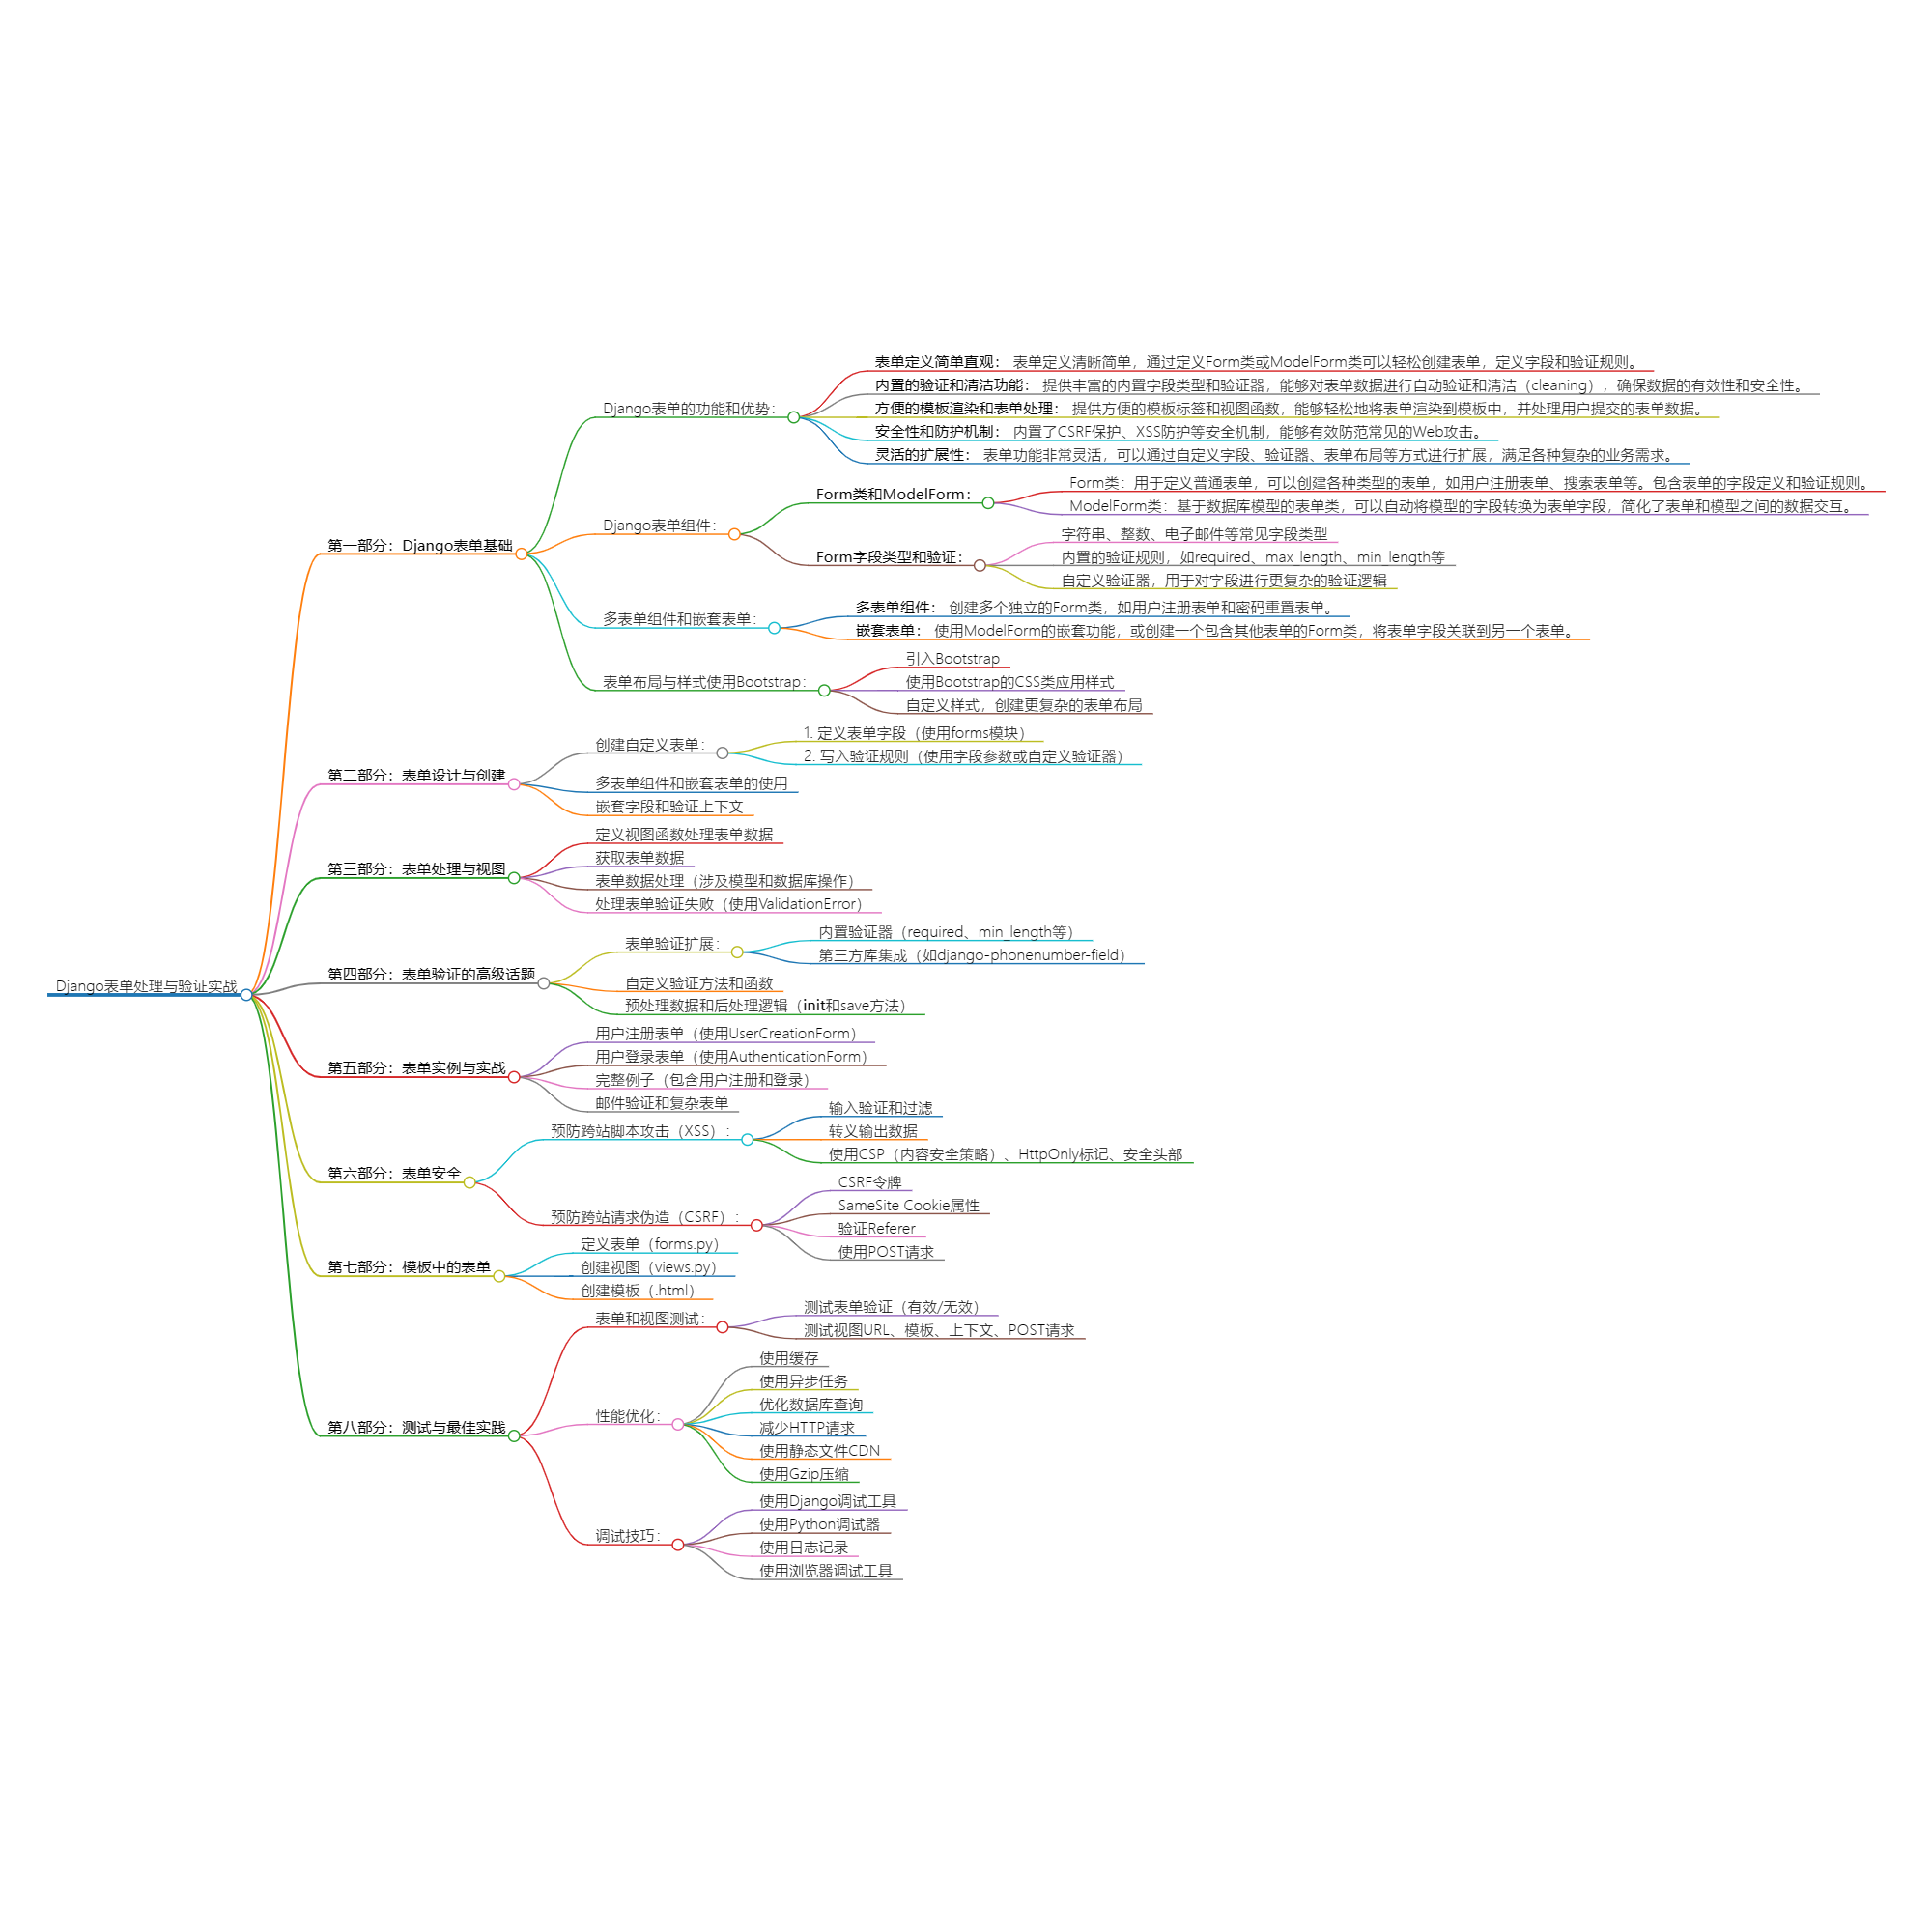 Django表单处理与验证实战
第一部分：Django表单基础
Django表单的功能和优势：
表单定义简单直观： 表单定义清晰简单，通过定义Form类或ModelForm类可以轻松创建表单，定义字段和验证规则。
内置的验证和清洁功能： 提供丰富的内置字段类型和验证器，能够对表单数据进行自动验证和清洁（cleaning），确保数据的有效性和安全性。
方便的模板渲染和表单处理： 提供方便的模板标签和视图函数，能够轻松地将表单渲染到模板中，并处理用户提交的表单数据。
安全性和防护机制： 内置了CSRF保护、XSS防护等安全机制，能够有效防范常见的Web攻击。
灵活的扩展性： 表单功能非常灵活，可以通过自定义字段、验证器、表单布局等方式进行扩展，满足各种复杂的业务需求。
Django表单组件：
Form类和ModelForm：
Form类：用于定义普通表单，可以创建各种类型的表单，如用户注册表单、搜索表单等。包含表单的字段定义和验证规则。
ModelForm类：基于数据库模型的表单类，可以自动将模型的字段转换为表单字段，简化了表单和模型之间的数据交互。
Form字段类型和验证：
字符串、整数、电子邮件等常见字段类型
内置的验证规则，如required、max_length、min_length等
自定义验证器，用于对字段进行更复杂的验证逻辑
多表单组件和嵌套表单：
多表单组件： 创建多个独立的Form类，如用户注册表单和密码重置表单。
嵌套表单： 使用ModelForm的嵌套功能，或创建一个包含其他表单的Form类，将表单字段关联到另一个表单。
表单布局与样式使用Bootstrap：
引入Bootstrap
使用Bootstrap的CSS类应用样式
自定义样式，创建更复杂的表单布局
第二部分：表单设计与创建
创建自定义表单：
1. 定义表单字段（使用forms模块）
2. 写入验证规则（使用字段参数或自定义验证器）
多表单组件和嵌套表单的使用
嵌套字段和验证上下文
第三部分：表单处理与视图
定义视图函数处理表单数据
获取表单数据
表单数据处理（涉及模型和数据库操作）
处理表单验证失败（使用ValidationError）
第四部分：表单验证的高级话题
表单验证扩展：
内置验证器（required、min_length等）
第三方库集成（如django-phonenumber-field）
自定义验证方法和函数
预处理数据和后处理逻辑（init和save方法）
第五部分：表单实例与实战
用户注册表单（使用UserCreationForm）
用户登录表单（使用AuthenticationForm）
完整例子（包含用户注册和登录）
邮件验证和复杂表单
第六部分：表单安全
预防跨站脚本攻击（XSS）：
输入验证和过滤
转义输出数据
使用CSP（内容安全策略）、HttpOnly标记、安全头部
预防跨站请求伪造（CSRF）：
CSRF令牌
SameSite Cookie属性
验证Referer
使用POST请求
第七部分：模板中的表单
定义表单（forms.py）
创建视图（views.py）
创建模板（.html）
第八部分：测试与最佳实践
表单和视图测试：
测试表单验证（有效/无效）
测试视图URL、模板、上下文、POST请求
性能优化：
使用缓存
使用异步任务
优化数据库查询
减少HTTP请求
使用静态文件CDN
使用Gzip压缩
调试技巧：
使用Django调试工具
使用Python调试器
使用日志记录
使用浏览器调试工具